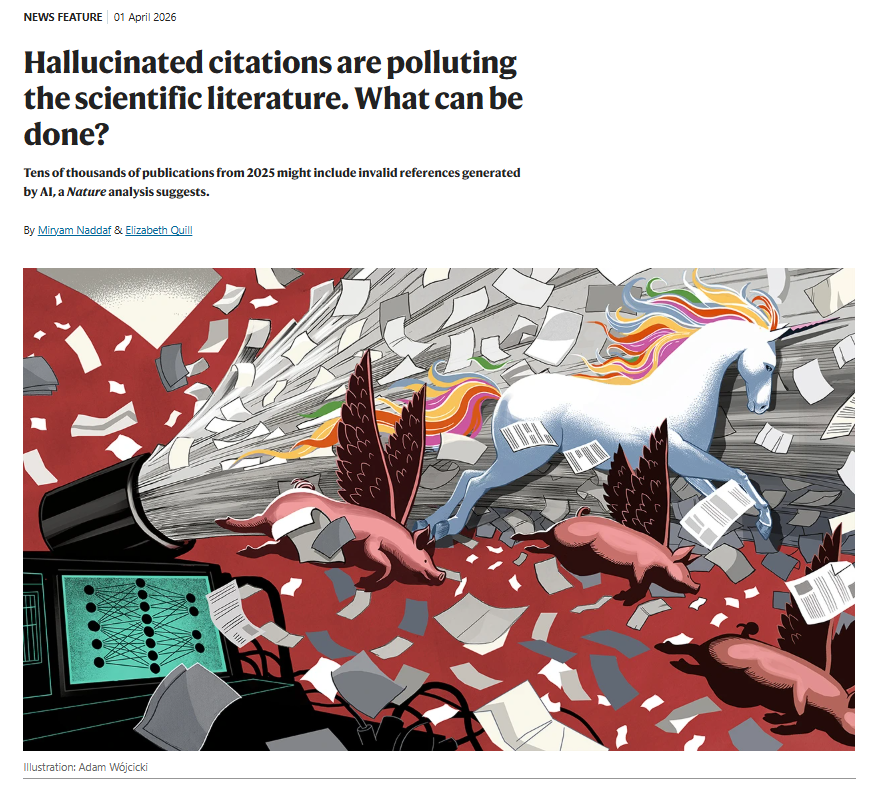 NEWS FEATURE | 01 April 2026
Hallucinated citations are polluting
the scientific literature. What can be
done?
Tens of thousands of publications from 2025 might include invalid references generated
by AI, a Nature analysis suggests.
By Miryam Naddaf & Elizabeth Quill
Illustration: Adam Wójcicki